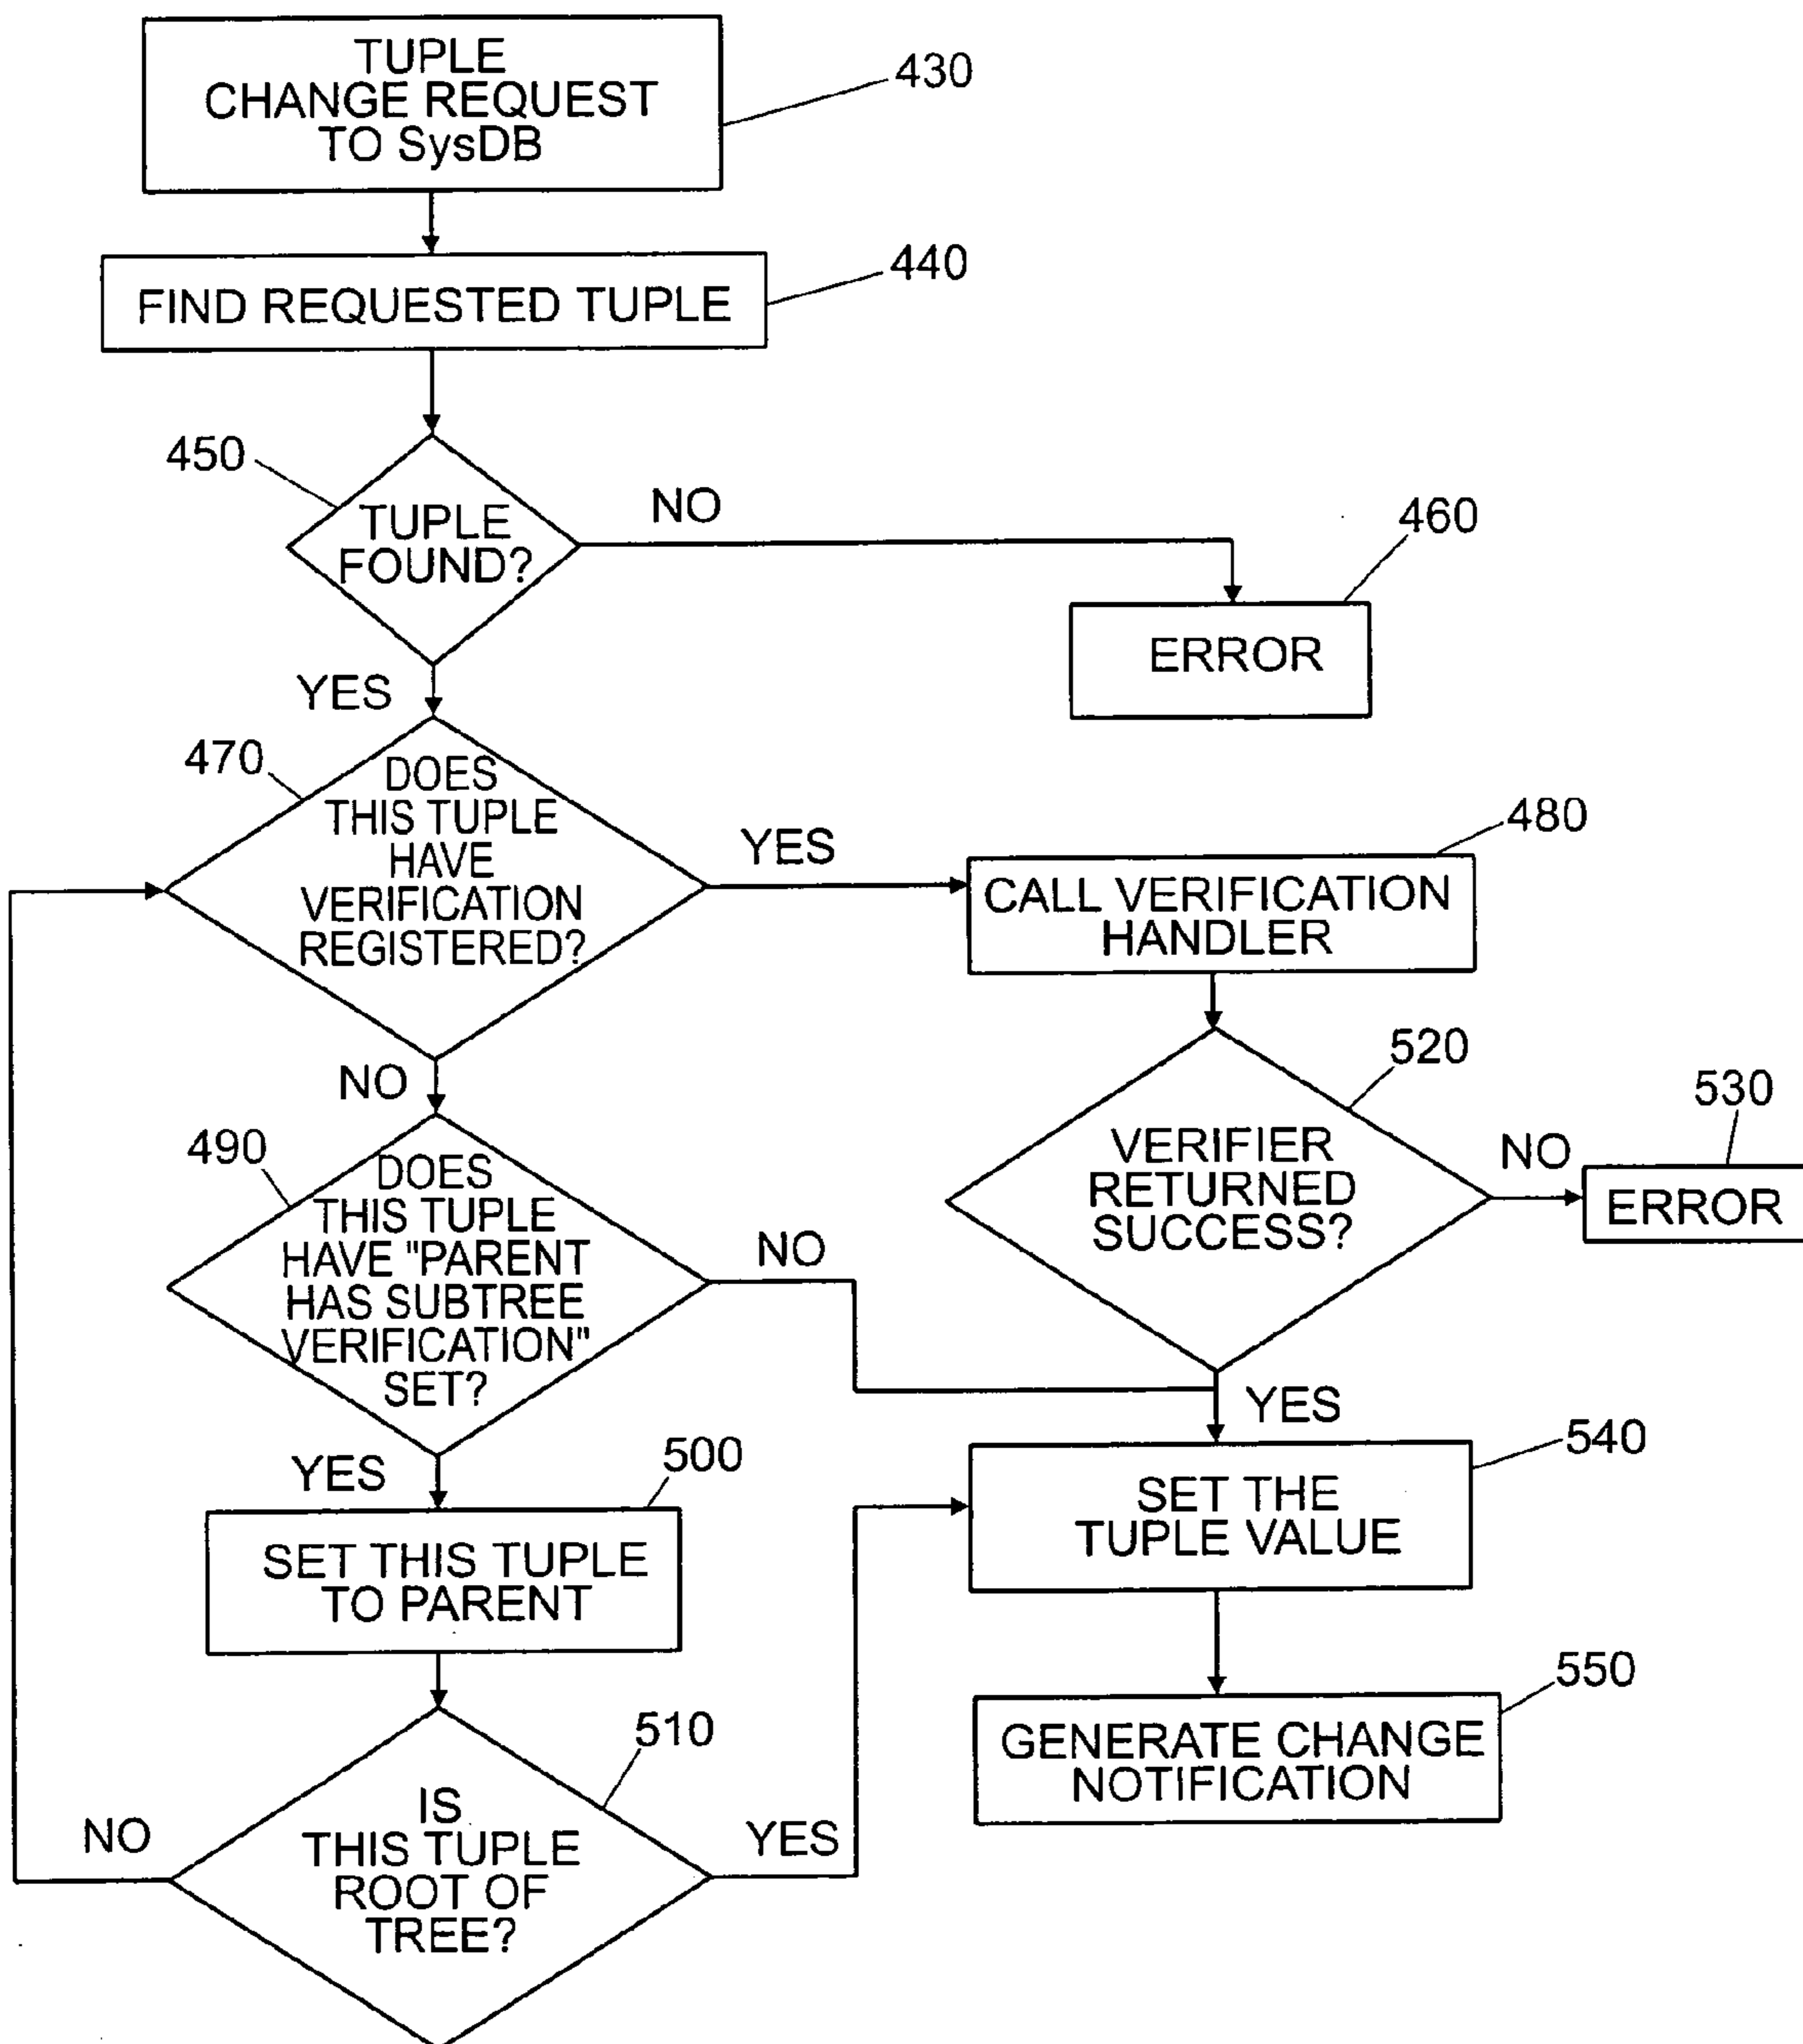 TUPLE
CHANGE REQUEST
TO SysDB
430
FIND REQUESTED TUPLE
440
450
TUPLE
FOUND?
NO
460
ERROR
YES
470
DOES
THIS TUPLE
HAVE
VERIFICATION
REGISTERED?
YES
480
CALL VERIFICATION
HANDLER
NO
520
VERIFIER
RETURNED
SUCCESS?
NO
530
ERROR
490
DOES
THIS TUPLE
HAVE "PARENT
HAS SUBTREE
VERIFICATION"
SET?
NO
YES
YES
500
SET THIS TUPLE
TO PARENT
540
SET THE
TUPLE VALUE
510
IS
THIS TUPLE
ROOT OF
TREE?
NO
YES
550
GENERATE CHANGE
NOTIFICATION